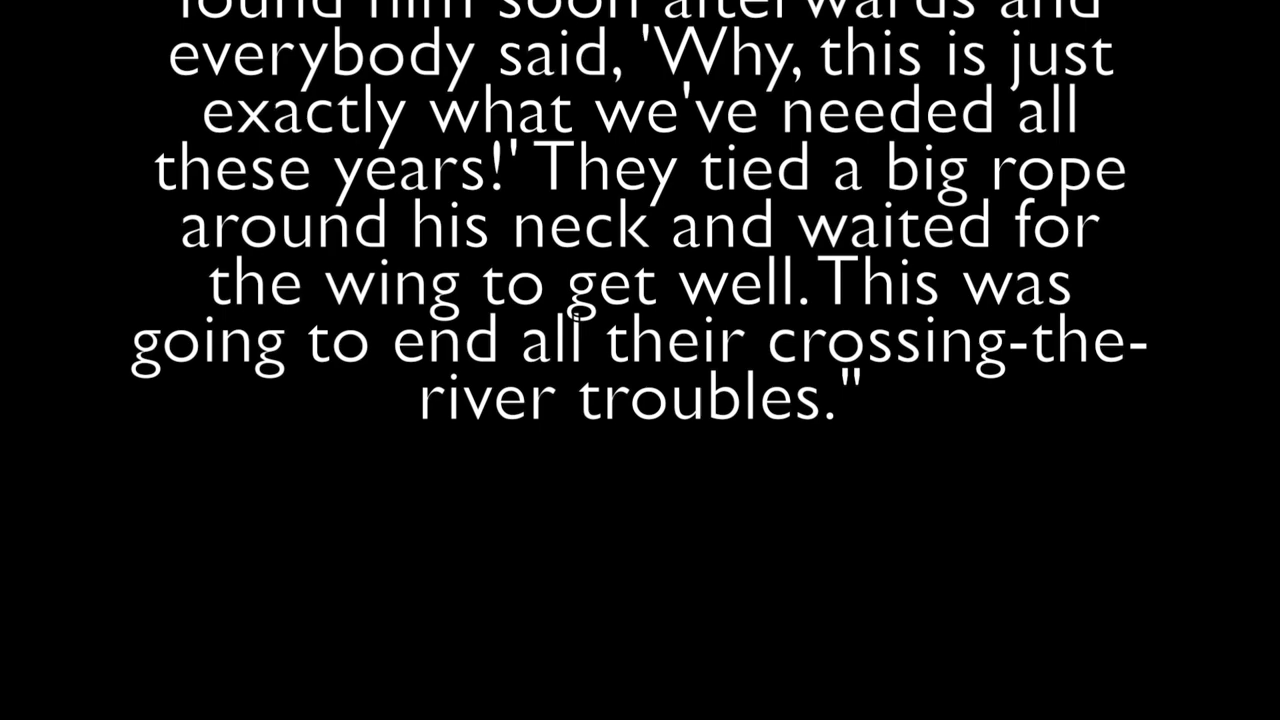 found him soon afterwards and
everybody said, 'Why, this is just
exactly what we've needed all
these years!' They tied a big rope
around his neck and waited for
the wing to get well. This was
going to end all their crossing-the-
river troubles."